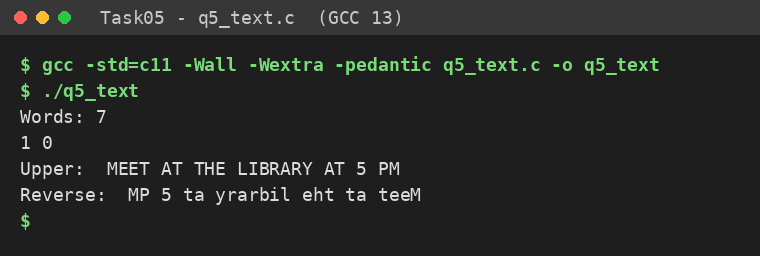 Task05 - q5_text.c  (GCC 13)
$ gcc -std=c11 -Wall -Wextra -pedantic q5_text.c -o q5_text
$ ./q5_text
Words: 7
1 0
Upper:  MEET AT THE LIBRARY AT 5 PM
Reverse:  MP 5 ta yrarbil eht ta teeM
$